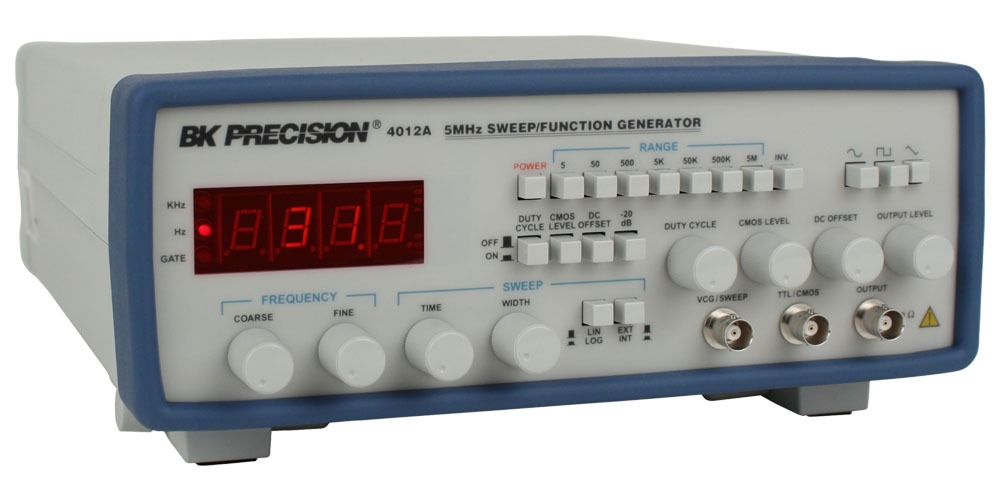 BK PRECISION® 4012A 5MHz SWEEP/FUNCTION GENERATOR
RANGE
POWER 5 50 500 5K 50K 500K 5M INV.
KHz
Hz
GATE
31
DUTY CYCLE CMOS LEVEL DC OFFSET -20 dB
OFF
ON
DUTY CYCLE CMOS LEVEL DC OFFSET OUTPUT LEVEL
FREQUENCY
COARSE FINE
SWEEP
TIME WIDTH
LIN LOG
EXT INT
VCG/SWEEP TTL/CMOS OUTPUT
Ω